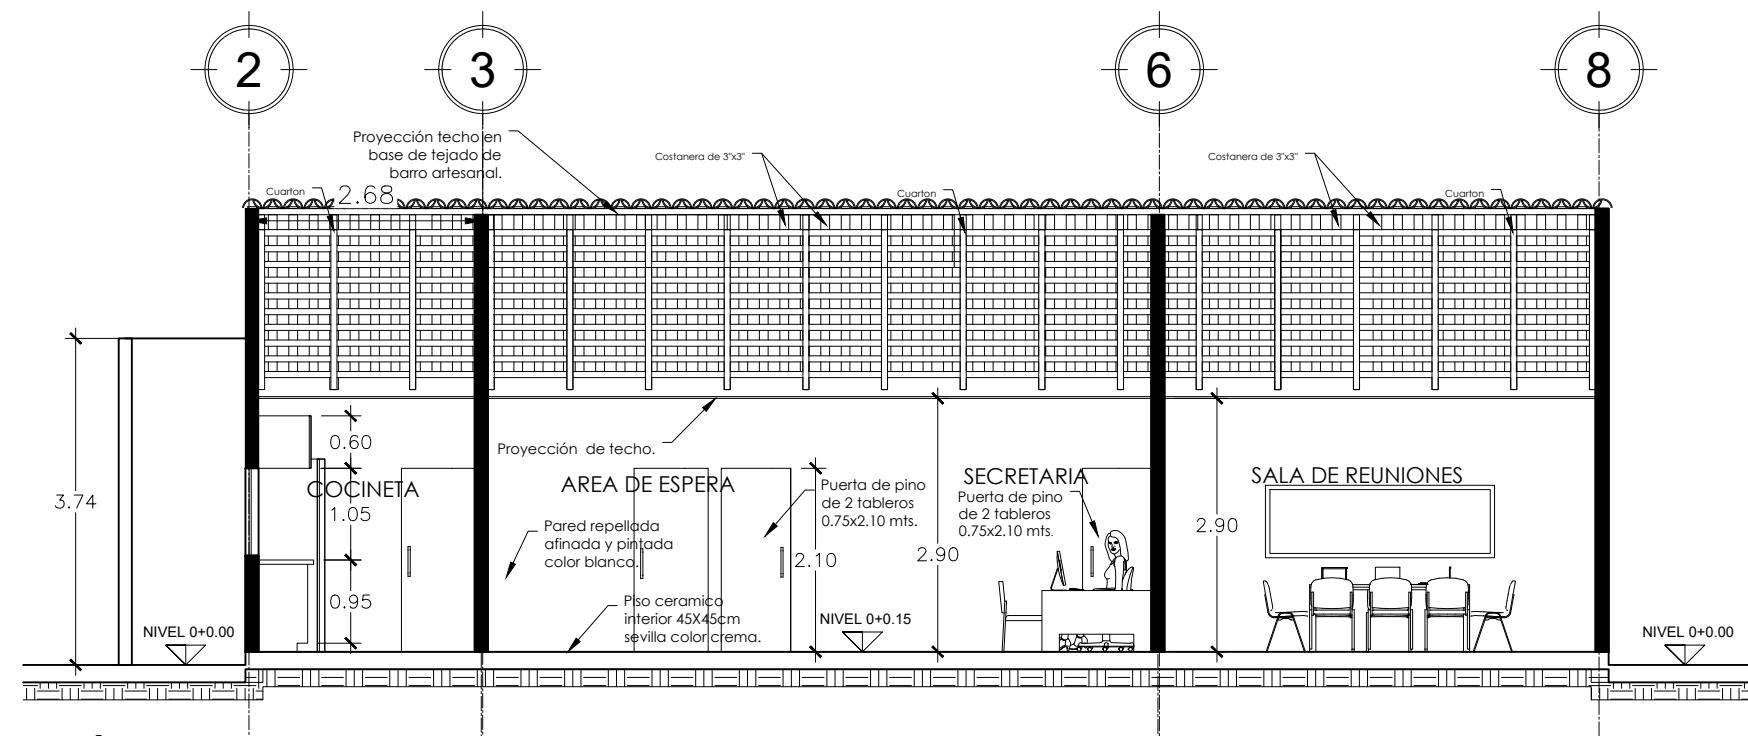 2
3
6
8
Proyección techo en
base de tejado de
barro artesanal.
Costanera de 3"x3"
Costanera de 3"x3"
Cuarton
2.68
Cuarton
Cuarton
0.60
Proyección de techo.
3.74
COCINETA
1.05
AREA DE ESPERA
SECRETARIA
SALA DE REUNIONES
Puerta de pino
de 2 tableros
0.75x2.10 mts.
Puerta de pino
de 2 tableros
0.75x2.10 mts.
Pared repellada
afinada y pintada
color blanco.
2.10
2.90
2.90
0.95
Piso ceramico
interior 45X45cm
sevilla color crema.
NIVEL 0+0.00
NIVEL 0+0.15
NIVEL 0+0.00